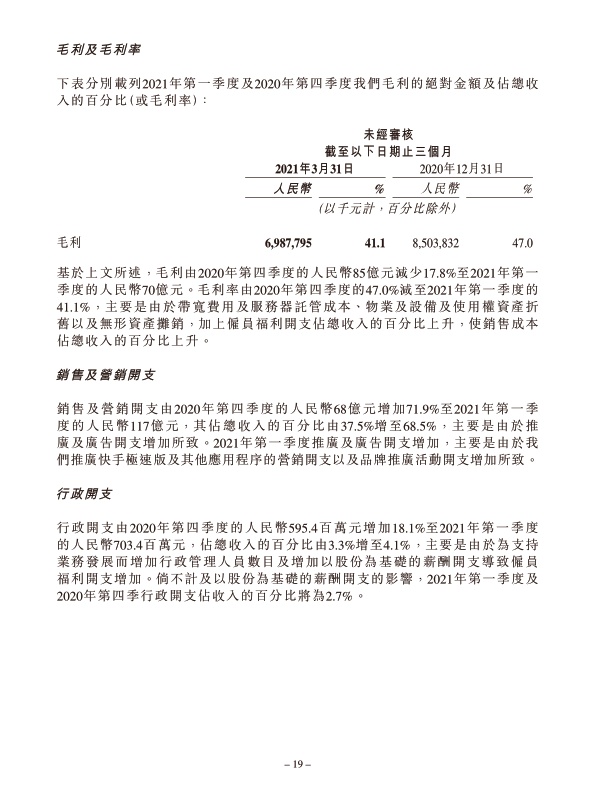 毛利及毛利率
下表分別載列2021年第一季度及2020年第四季度我們毛利的絕對金額及佔總收
入的百分比(或毛利率)：
未經審核
截至以下日期止三個月
2021年3月31日 2020年12月31日
人民幣 % 人民幣 %
(以千元計，百分比除外)
毛利 6,987,795 41.1 8,503,832 47.0
基於上文所述，毛利由2020年第四季度的人民幣85億元減少17.8%至2021年第一
季度的人民幣70億元。毛利率由2020年第四季度的47.0%減至2021年第一季度的
41.1%，主要是由於帶寬費用及服務器託管成本、物業及設備及使用權資產折
舊以及無形資產攤銷，加上僱員福利開支佔總收入的百分比上升，使銷售成本
佔總收入的百分比上升。
銷售及營銷開支
銷售及營銷開支由2020年第四季度的人民幣68億元增加71.9%至2021年第一季
度的人民幣117億元，其佔總收入的百分比由37.5%增至68.5%，主要是由於推
廣及廣告開支增加所致。2021年第一季度推廣及廣告開支增加，主要是由於我
們推廣快手極速版及其他應用程序的營銷開支以及品牌推廣活動開支增加所致。
行政開支
行政開支由2020年第四季度的人民幣595.4百萬元增加18.1%至2021年第一季度
的人民幣703.4百萬元，佔總收入的百分比由3.3%增至4.1%，主要是由於為支持
業務發展而增加行政管理人員數目及增加以股份為基礎的薪酬開支導致僱員
福利開支增加。倘不計及以股份為基礎的薪酬開支的影響，2021年第一季度及
2020年第四季行政開支佔收入的百分比將為2.7%。
– 19 –